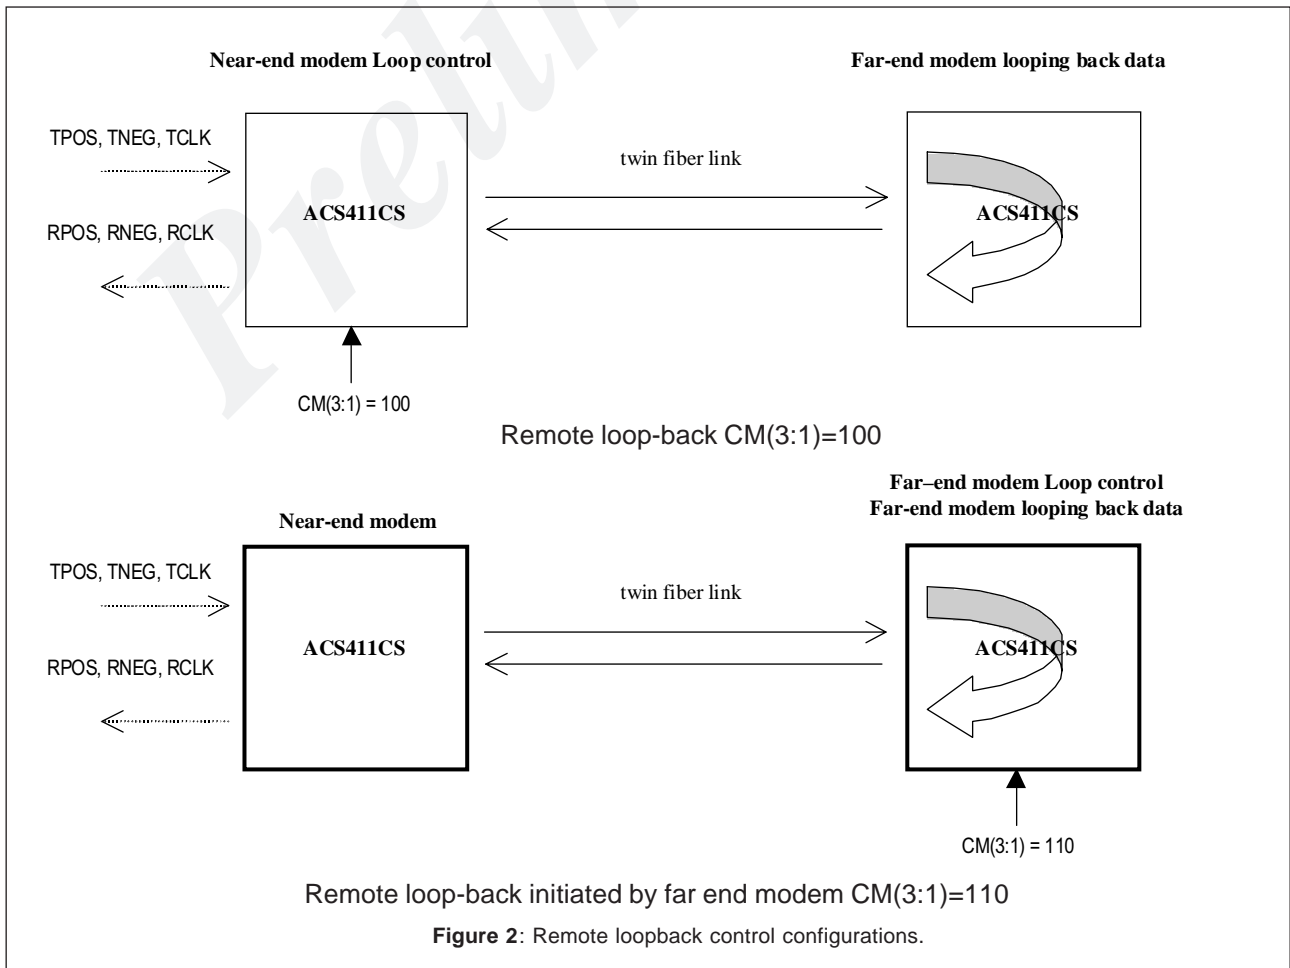 Near-end modem Loop control
Far-end modem looping back data
TPOS, TNEG, TCLK
twin fiber link
ACS411CS
ACS411CS
RPOS, RNEG, RCLK
CM(3:1) = 100
Remote loop-back CM(3:1)=100
Far–end modem Loop control
Far-end modem looping back data
Near-end modem
TPOS, TNEG, TCLK
twin fiber link
ACS411CS
ACS411CS
RPOS, RNEG, RCLK
CM(3:1) = 110
Remote loop-back initiated by far end modem CM(3:1)=110
Figure 2: Remote loopback control configurations.